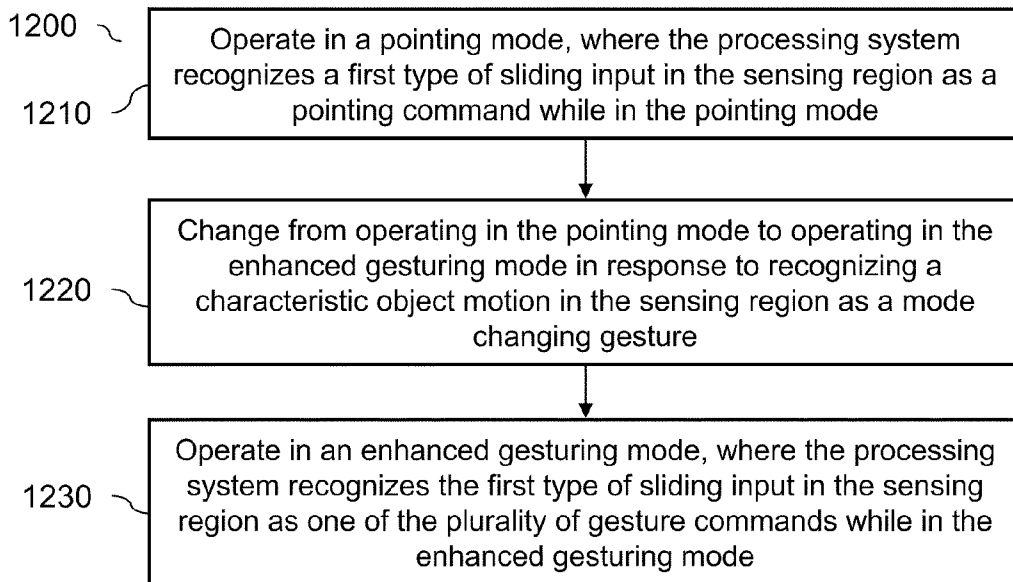 1200
Operate in a pointing mode, where the processing system
recognizes a first type of sliding input in the sensing region as a
1210
pointing command while in the pointing mode
Change from operating in the pointing mode to operating in the
enhanced gesturing mode in response to recognizing a
1220
characteristic object motion in the sensing region as a mode
changing gesture
Operate in an enhanced gesturing mode, where the processing
1230
system recognizes the first type of sliding input in the sensing
region as one of the plurality of gesture commands while in the
enhanced gesturing mode